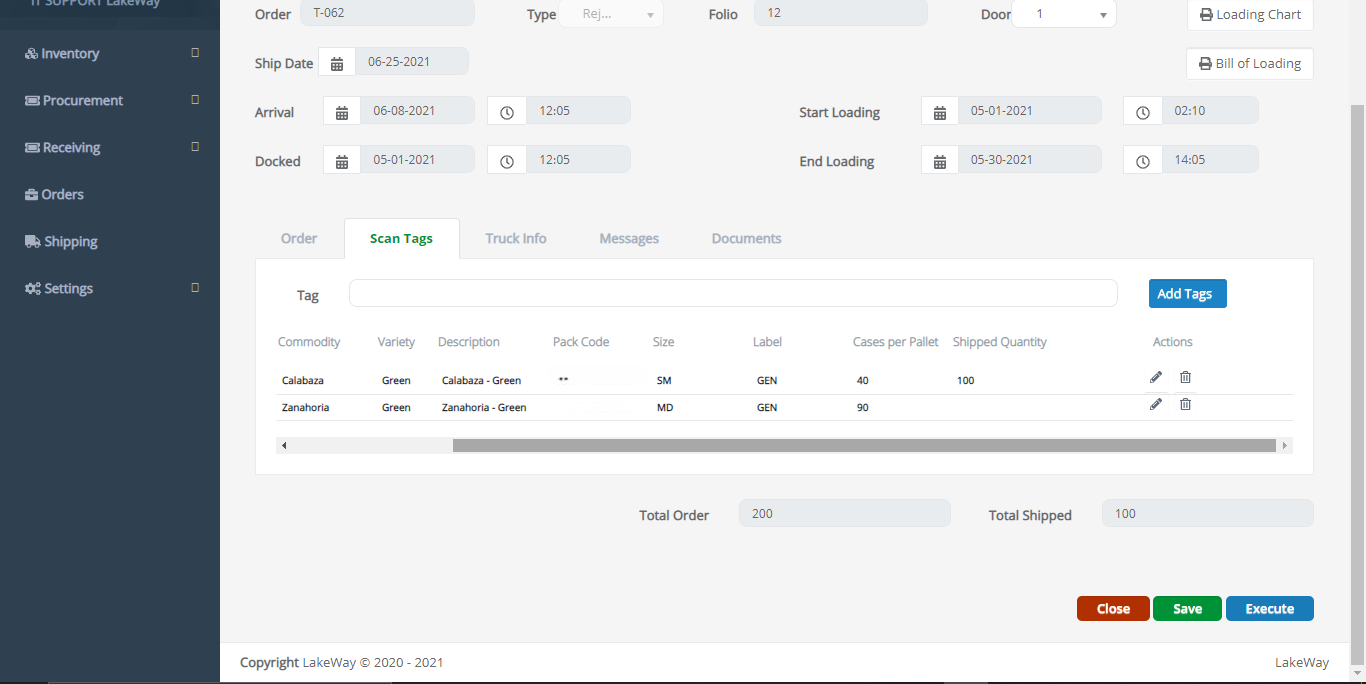 IT SUPPORT LakeWay
Inventory
Procurement
Receiving
Orders
Shipping
Settings
Order T-062 Type Rej... Folio 12 Door 1 Loading Chart
Ship Date 06-25-2021 Bill of Loading
Arrival 06-08-2021 12:05 Start Loading 05-01-2021 02:10
Docked 05-01-2021 12:05 End Loading 05-30-2021 14:05
Order Scan Tags Truck Info Messages Documents
Tag Add Tags
Commodity Variety Description Pack Code Size Label Cases per Pallet Shipped Quantity Actions
Calabaza Green Calabaza - Green ** SM GEN 40 100
Zanahoria Green Zanahoria - Green MD GEN 90
Total Order 200 Total Shipped 100
Close Save Execute
Copyright LakeWay © 2020 - 2021 LakeWay